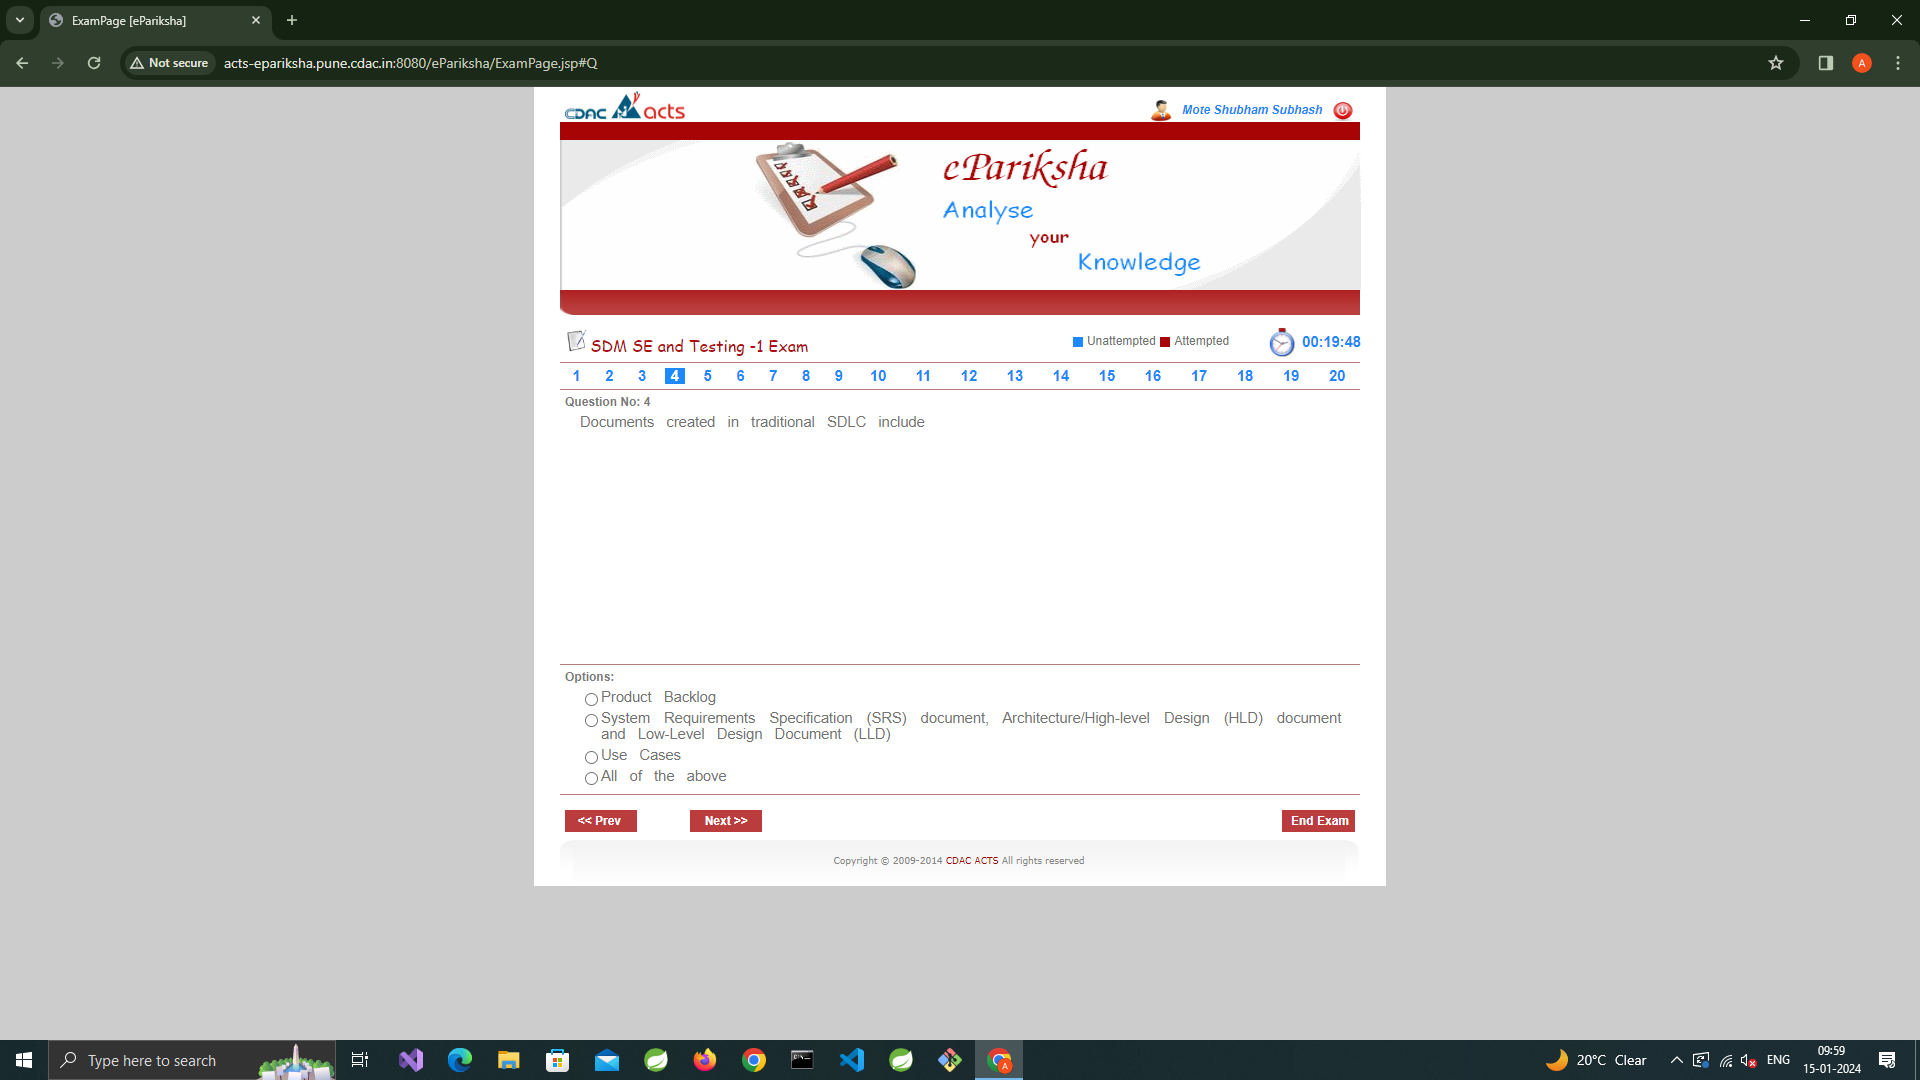 ExamPage [ePariksha]
Not secure
acts-epariksha.pune.cdac.in:8080/ePariksha/ExamPage.jsp#Q
A
CDAC acts
Mote Shubham Subhash
ePariksha
Analyse
your
Knowledge
SDM SE and Testing -1 Exam
Unattempted Attempted
00:19:48
1 2 3 4 5 6 7 8 9 10 11 12 13 14 15 16 17 18 19 20
Question No: 4
Documents created in traditional SDLC include
Options:
Product Backlog
System Requirements Specification (SRS) document, Architecture/High-level Design (HLD) document
and Low-Level Design Document (LLD)
Use Cases
All of the above
<< Prev
Next >>
End Exam
Copyright © 2009-2014 CDAC ACTS All rights reserved
Type here to search
A
20°C Clear
ENG
09:59
15-01-2024